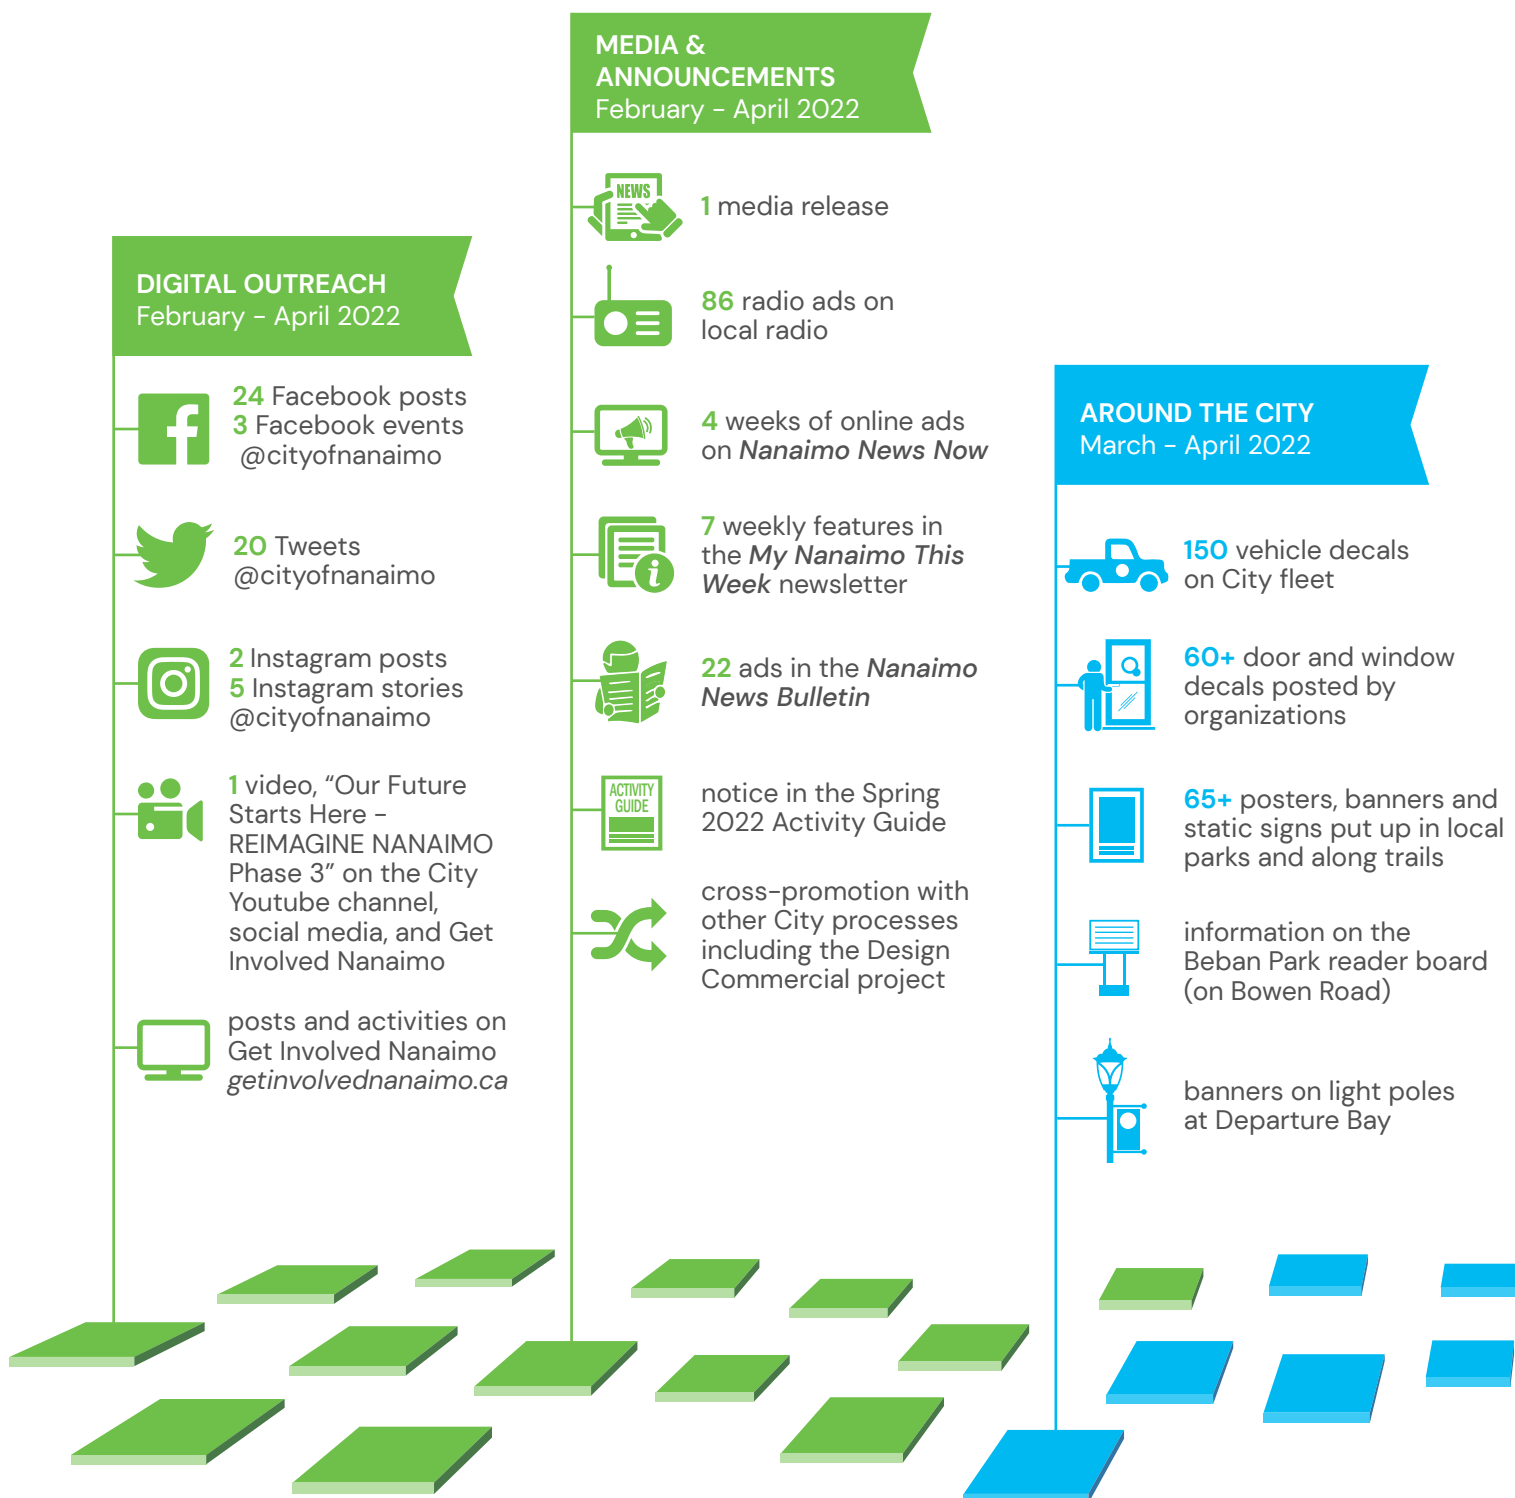 DIGITAL OUTREACH
February - April 2022
24 Facebook posts
3 Facebook events
@cityofnanaimo
20 Tweets
@cityofnanaimo
2 Instagram posts
5 Instagram stories
@cityofnanaimo
1 video, “Our Future
Starts Here -
REIMAGINE NANAIMO
Phase 3” on the City
Youtube channel,
social media, and Get
Involved Nanaimo
posts and activities on
Get Involved Nanaimo
getinvolvednanaimo.ca
MEDIA &
ANNOUNCEMENTS
February - April 2022
NEWS
1 media release
86 radio ads on
local radio
4 weeks of online ads
on Nanaimo News Now
i
7 weekly features in
the My Nanaimo This
Week newsletter
22 ads in the Nanaimo
News Bulletin
ACTIVITY
GUIDE
notice in the Spring
2022 Activity Guide
cross-promotion with
other City processes
including the Design
Commercial project
AROUND THE CITY
March - April 2022
150 vehicle decals
on City fleet
60+ door and window
decals posted by
organizations
65+ posters, banners and
static signs put up in local
parks and along trails
information on the
Beban Park reader board
(on Bowen Road)
banners on light poles
at Departure Bay